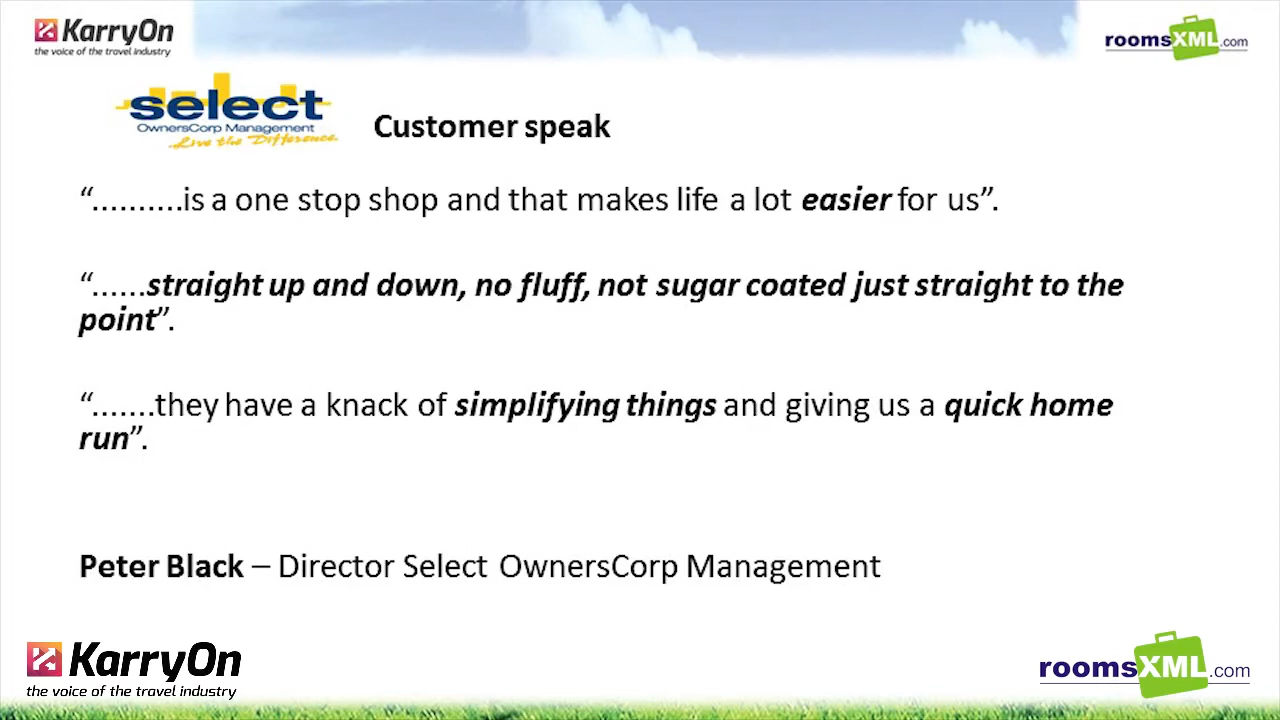 KarryOn
the voice of the travel industry
roomsXML.com
select
OwnersCorp Management
Live the Difference
Customer speak
“..........is a one stop shop and that makes life a lot easier for us”.
“......straight up and down, no fluff, not sugar coated just straight to the
point”.
“.......they have a knack of simplifying things and giving us a quick home
run”.
Peter Black – Director Select OwnersCorp Management
KarryOn
the voice of the travel industry
roomsXML.com